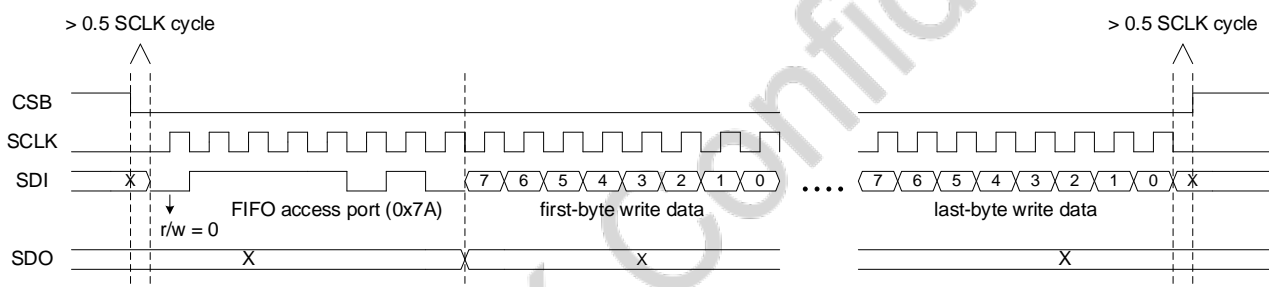 > 0.5 SCLK cycle > 0.5 SCLK cycle
CSB
SCLK
SDI X 7 6 5 4 3 2 1 0 .... 7 6 5 4 3 2 1 0 X
FIFO access port (0x7A) first-byte write data last-byte write data
r/w = 0
SDO X X X
Confid